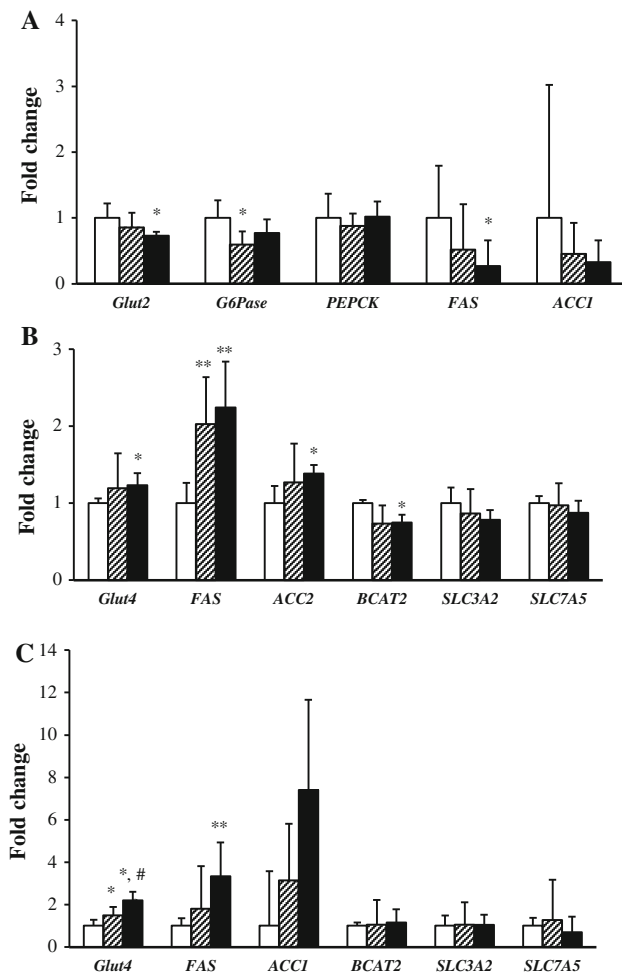 A
Fold change
4
3
2
1
0
* * *
Glut2 G6Pase PEPCK FAS ACC1
B
Fold change
3
2
1
0
** ** * * *
Glut4 FAS ACC2 BCAT2 SLC3A2 SLC7A5
C
Fold change
14
12
10
8
6
4
2
0
* *, # **
Glut4 FAS ACC1 BCAT2 SLC3A2 SLC7A5